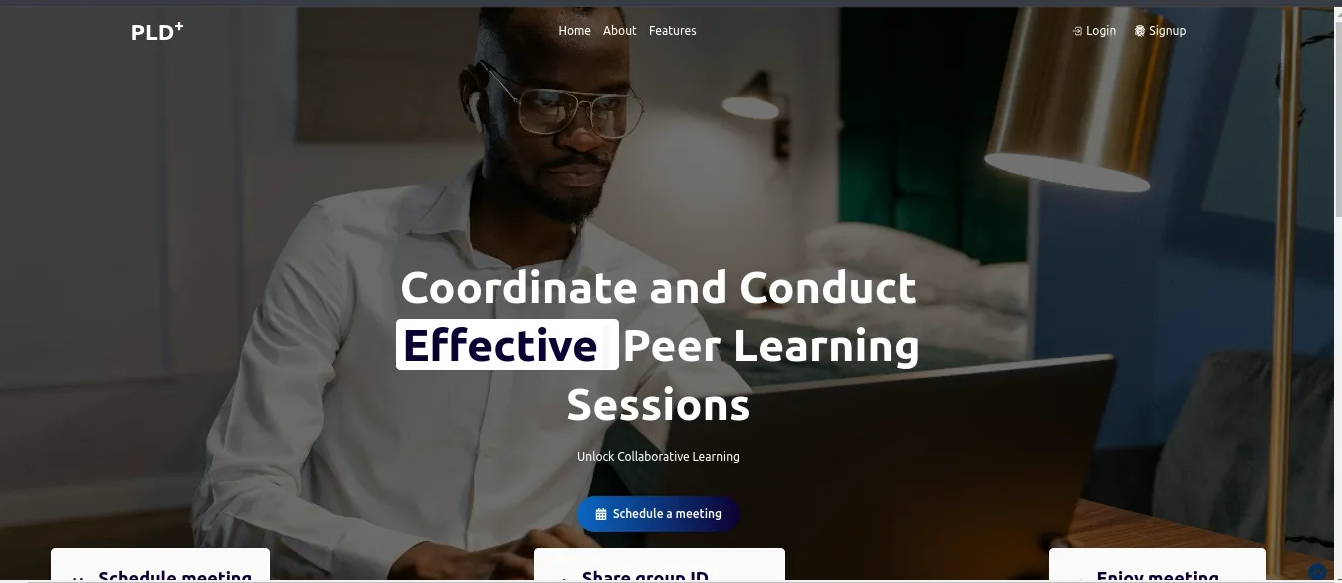 PLD+
Home About Features
Login Signup
Coordinate and Conduct
Effective Peer Learning
Sessions
Unlock Collaborative Learning
Schedule a meeting
Schedule meeting
Share group ID
Enjoy meeting